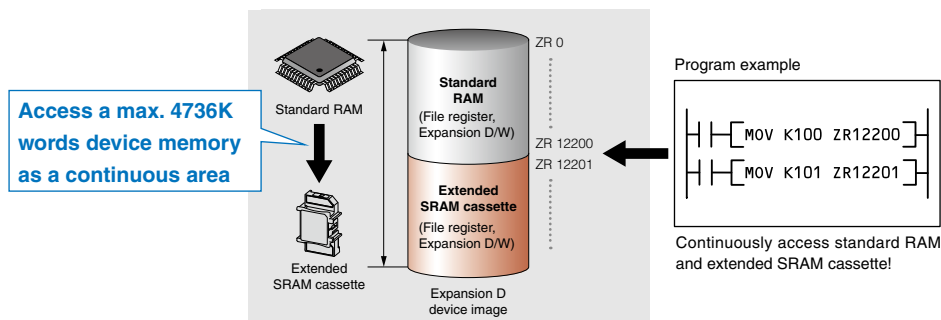 Access a max. 4736K
words device memory
as a continuous area
Standard RAM
Extended
SRAM cassette
Standard
RAM
(File register,
Expansion D/W)
Extended
SRAM cassette
(File register,
Expansion D/W)
Expansion D
device image
ZR 0
ZR 12200
ZR 12201
Program example
MOV K100 ZR12200
MOV K101 ZR12201
Continuously access standard RAM
and extended SRAM cassette!